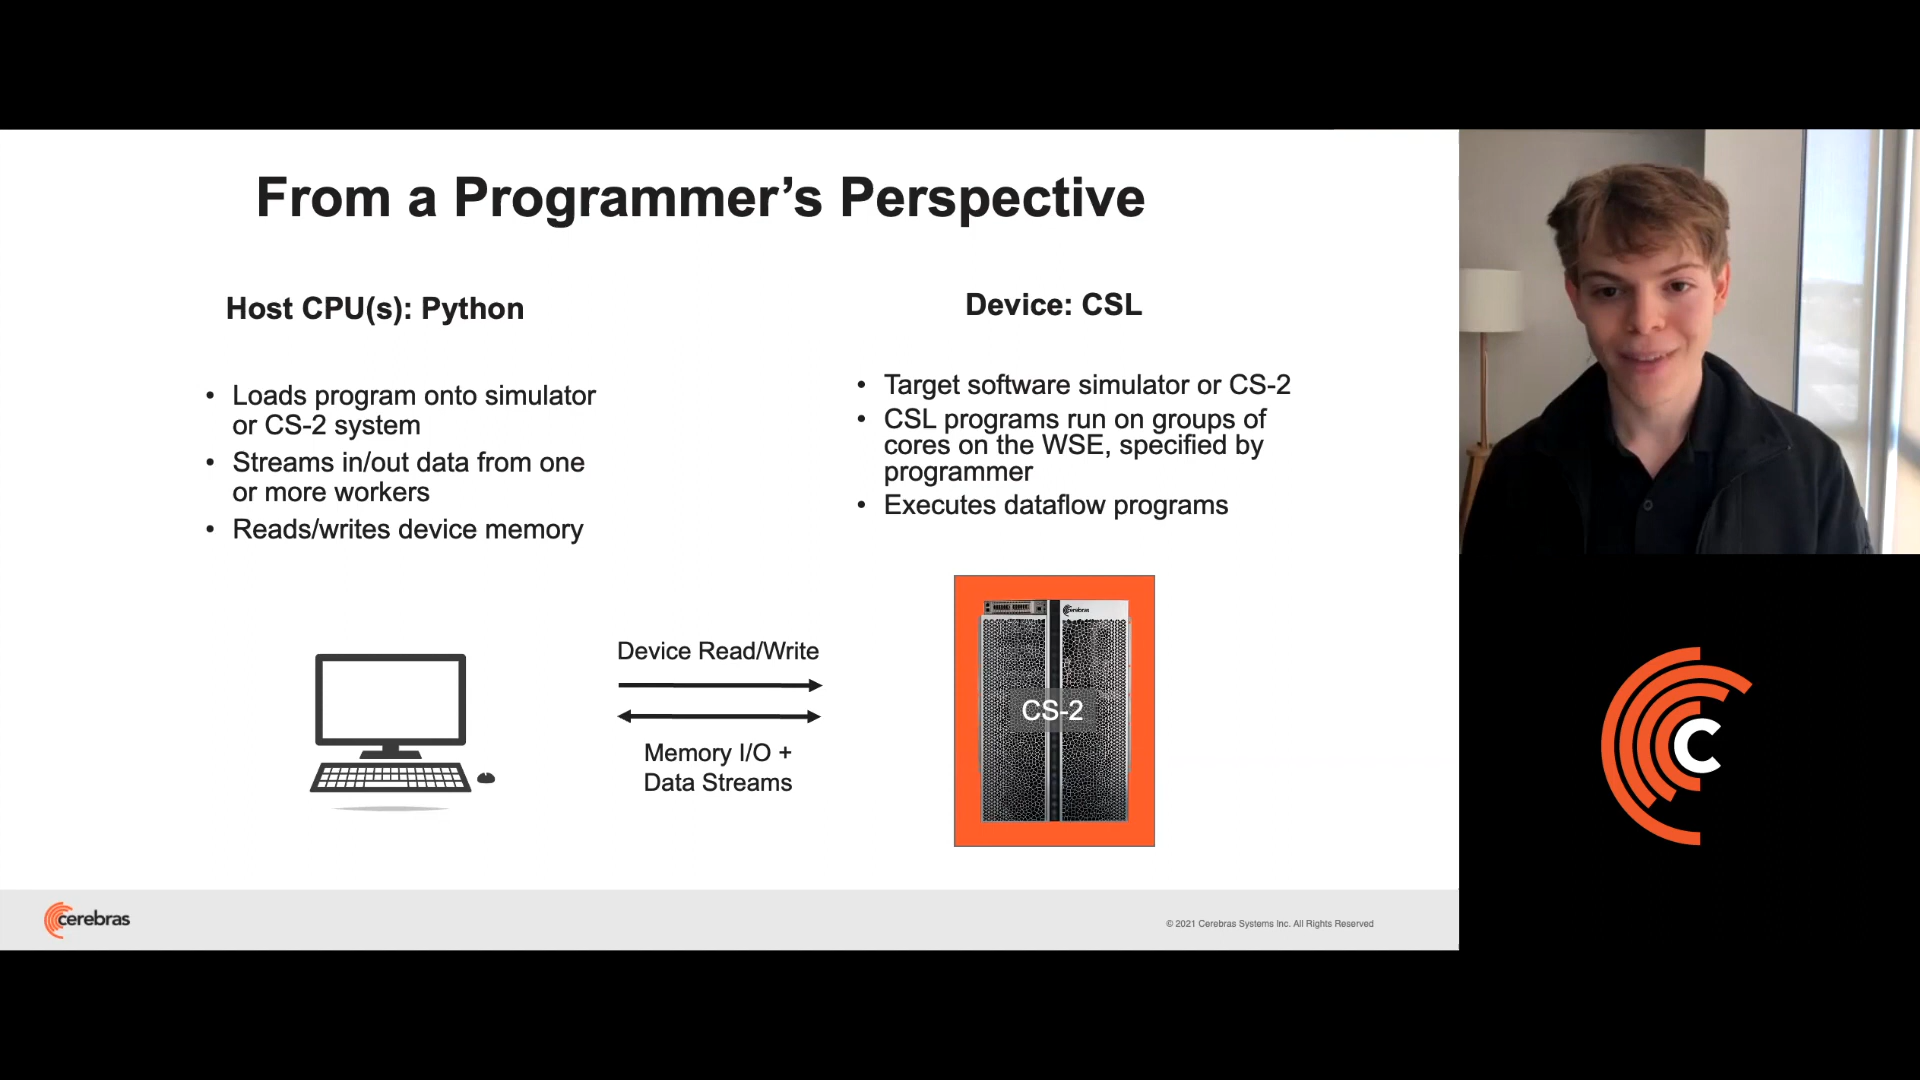 From a Programmer’s Perspective
Host CPU(s): Python
• Loads program onto simulator
or CS-2 system
• Streams in/out data from one
or more workers
• Reads/writes device memory
Device: CSL
• Target software simulator or CS-2
• CSL programs run on groups of
cores on the WSE, specified by
programmer
• Executes dataflow programs
Device Read/Write
Memory I/O +
Data Streams
cerebras
CS-2
cerebras
© 2021 Cerebras Systems Inc. All Rights Reserved